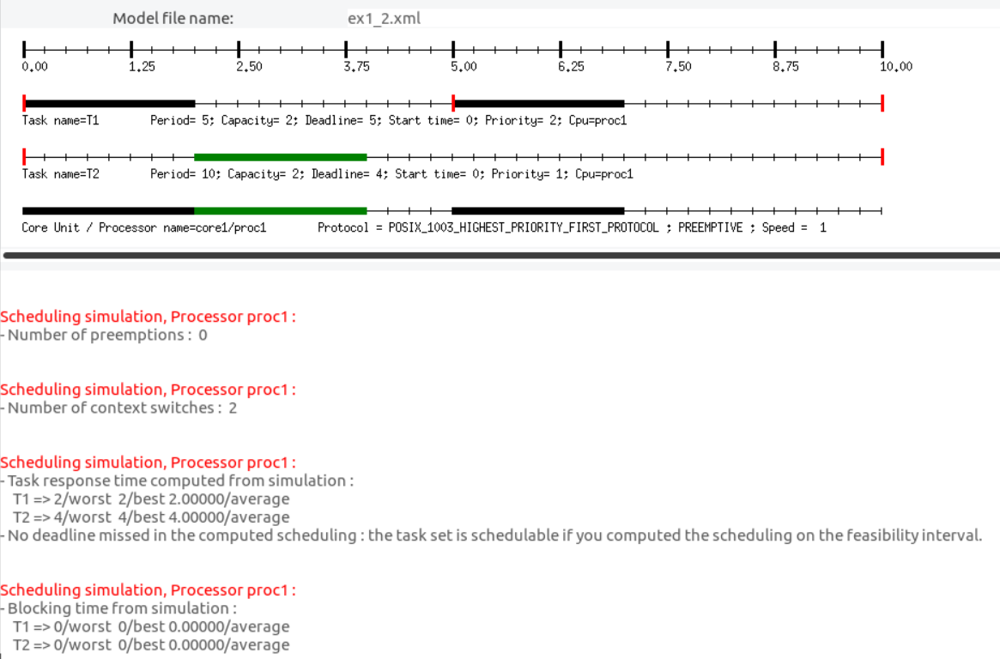 Model file name: ex1_2.xml
0.00 1.25 2.50 3.75 5.00 6.25 7.50 8.75 10.00
Task name=T1 Period= 5; Capacity= 2; Deadline= 5; Start time= 0; Priority= 2; Cpu=proc1
Task name=T2 Period= 10; Capacity= 2; Deadline= 4; Start time= 0; Priority= 1; Cpu=proc1
Core Unit / Processor name=core1/proc1 Protocol = POSIX_1003_HIGHEST_PRIORITY_FIRST_PROTOCOL ; PREEMPTIVE ; Speed = 1
Scheduling simulation, Processor proc1 :
- Number of preemptions : 0
Scheduling simulation, Processor proc1 :
- Number of context switches : 2
Scheduling simulation, Processor proc1 :
- Task response time computed from simulation :
T1 => 2/worst 2/best 2.00000/average
T2 => 4/worst 4/best 4.00000/average
- No deadline missed in the computed scheduling : the task set is schedulable if you computed the scheduling on the feasibility interval.
Scheduling simulation, Processor proc1 :
- Blocking time from simulation :
T1 => 0/worst 0/best 0.00000/average
T2 => 0/worst 0/best 0.00000/average